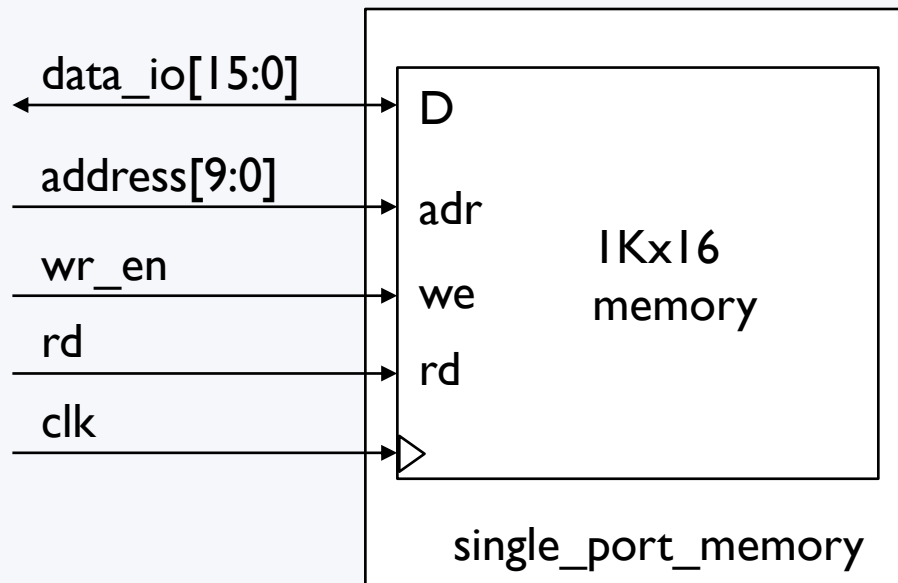 data_io[15:0]
D
address[9:0]
adr
1Kx16
memory
wr_en
we
rd
rd
clk
single_port_memory